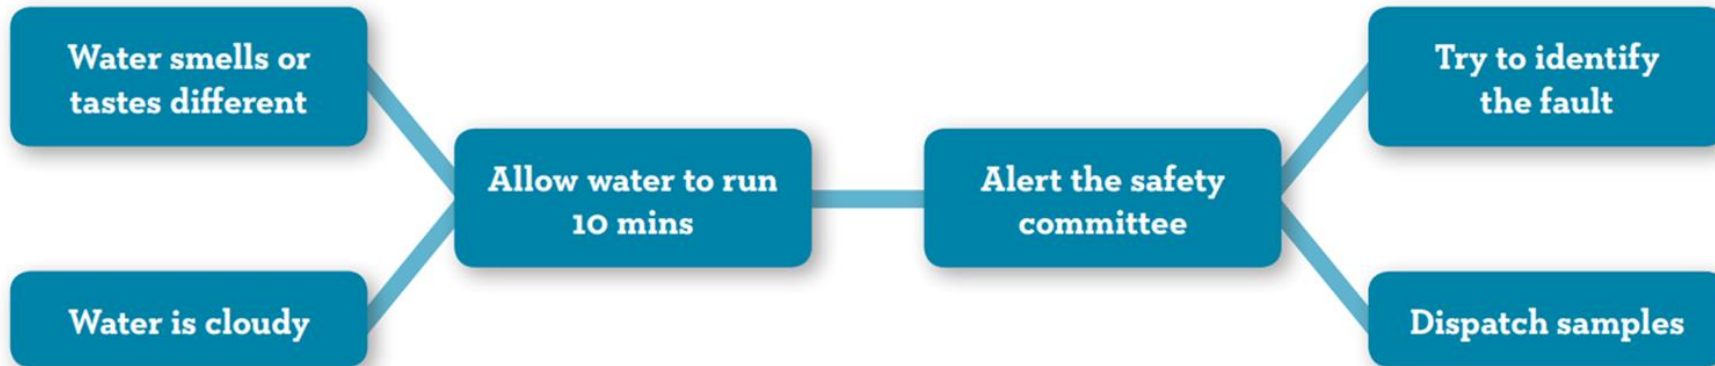 Water smells or
tastes different
Water is cloudy
Allow water to run
10 mins
Alert the safety
committee
Try to identify
the fault
Dispatch samples